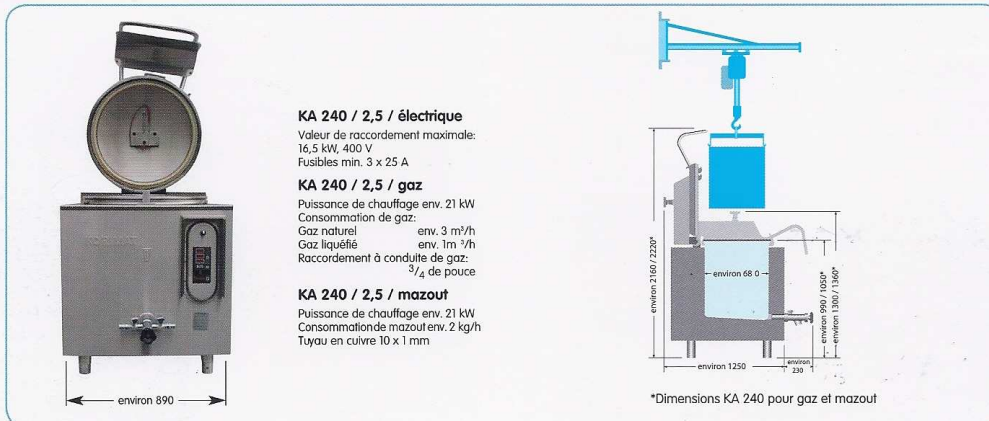 KA 240 / 2,5 / électrique
Valeur de raccordement maximale:
16,5 kW, 400 V
Fusibles min. 3 x 25 A
KA 240 / 2,5 / gaz
Puissance de chauffage env. 21 kW
Consommation de gaz:
Gaz naturel env. 3 m³/h
Gaz liquéfié env. 1m ³/h
Raccordement à conduite de gaz:
3/4 de pouce
KA 240 / 2,5 / mazout
Puissance de chauffage env. 21 kW
Consommation de mazout env. 2 kg/h
Tuyau en cuivre 10 x 1 mm
environ 890
environ 2160 / 2220*
environ 68 0
environ 990 / 1050*
environ 1300 / 1360*
environ 1250
environ
230
*Dimensions KA 240 pour gaz et mazout